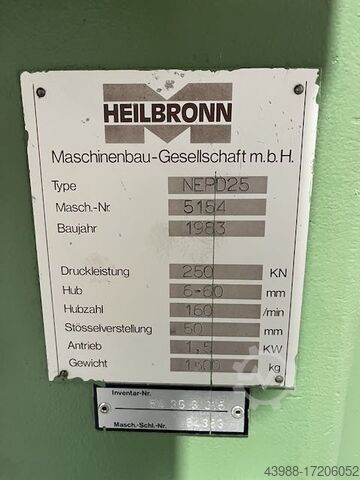 HEILBRONN
Maschinenbau-Gesellschaft m.b.H.
Type NEPD25
Masch.-Nr. 5154
Baujahr 1983
Druckleistung 250 KN
Hub 6-60 mm
Hubzahl 160 /min
Stösselverstellung 50 mm
Antrieb 1,5 KW
Gewicht kg
Inventar-Nr.
Masch.-Schl.-Nr.
43988-17206052